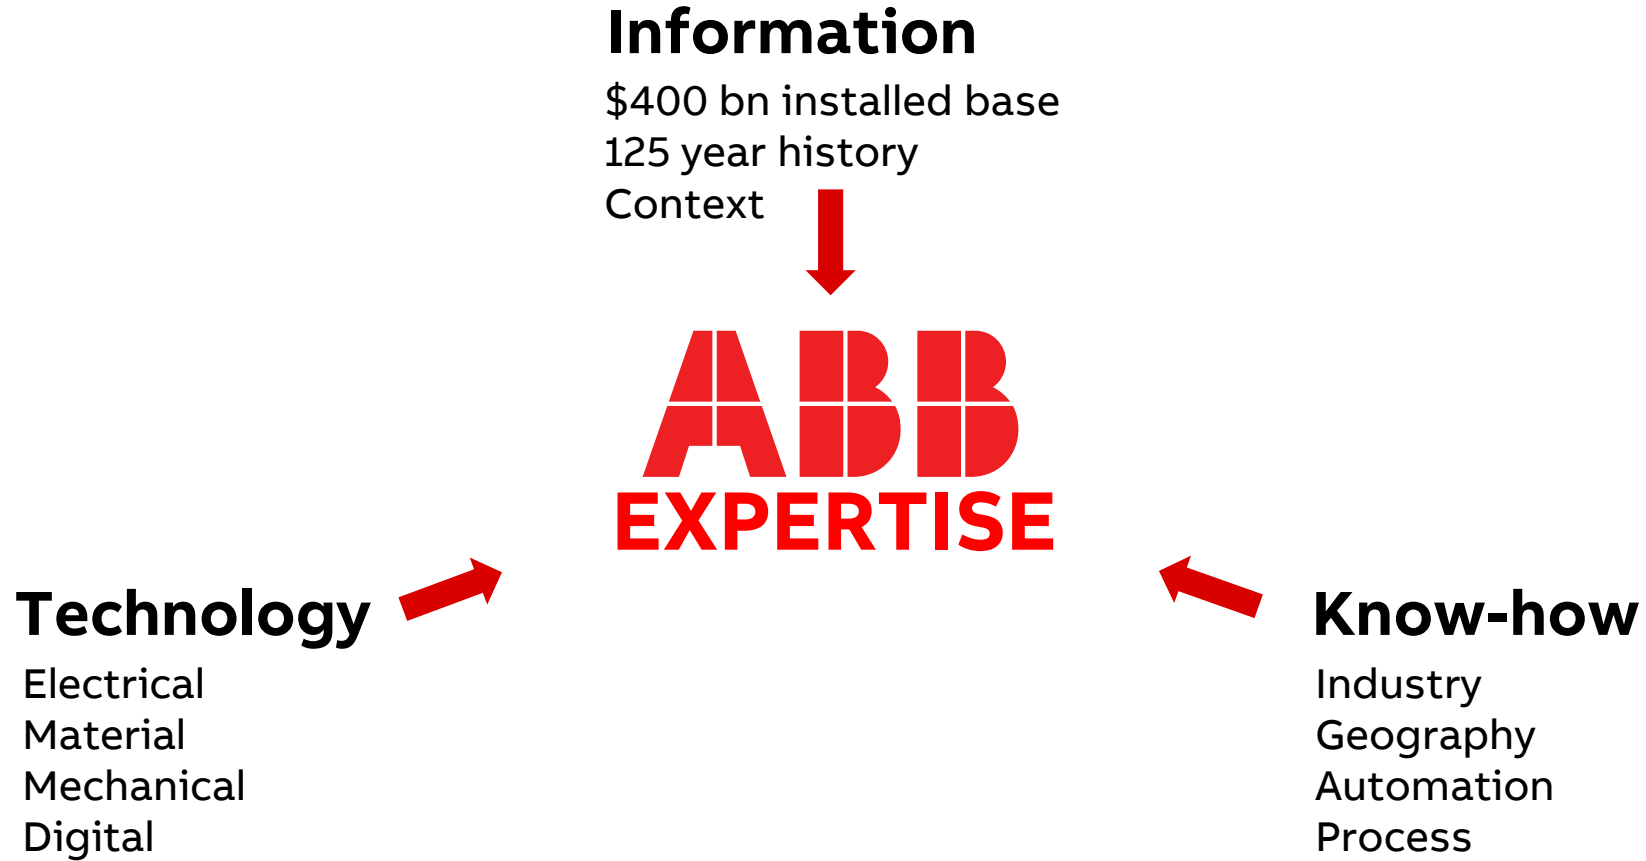 Information
$400 bn installed base
125 year history
Context
ABB
EXPERTISE
Technology
Electrical
Material
Mechanical
Digital
Know-how
Industry
Geography
Automation
Process